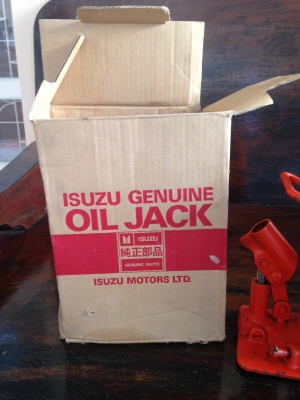 ISUZU GENUINE
OIL JACK
ISUZU
純正部品
GENUINE PARTS
ISUZU MOTORS LTD.